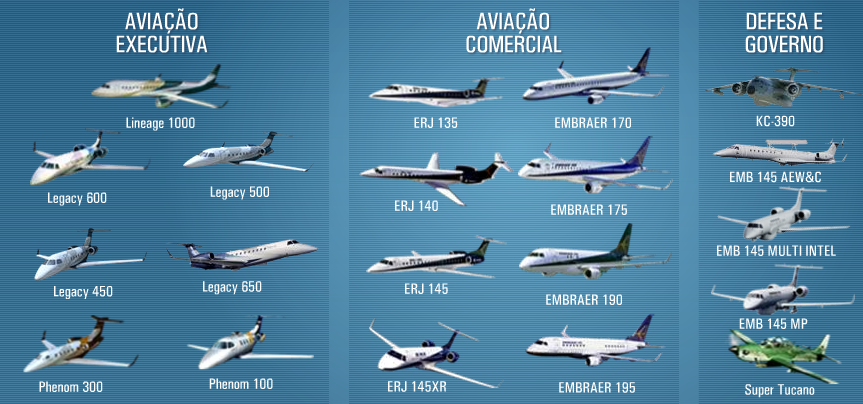 AVIAÇÃO
EXECUTIVA
Lineage 1000
Legacy 600
Legacy 500
Legacy 450
Legacy 650
Phenom 300
Phenom 100
AVIAÇÃO
COMERCIAL
ERJ 135
EMBRAER 170
ERJ 140
EMBRAER 175
ERJ 145
EMBRAER 190
ERJ 145XR
EMBRAER 195
DEFESA E
GOVERNO
KC-390
EMB 145 AEW&C
EMB 145 MULTI INTEL
EMB 145 MP
Super Tucano